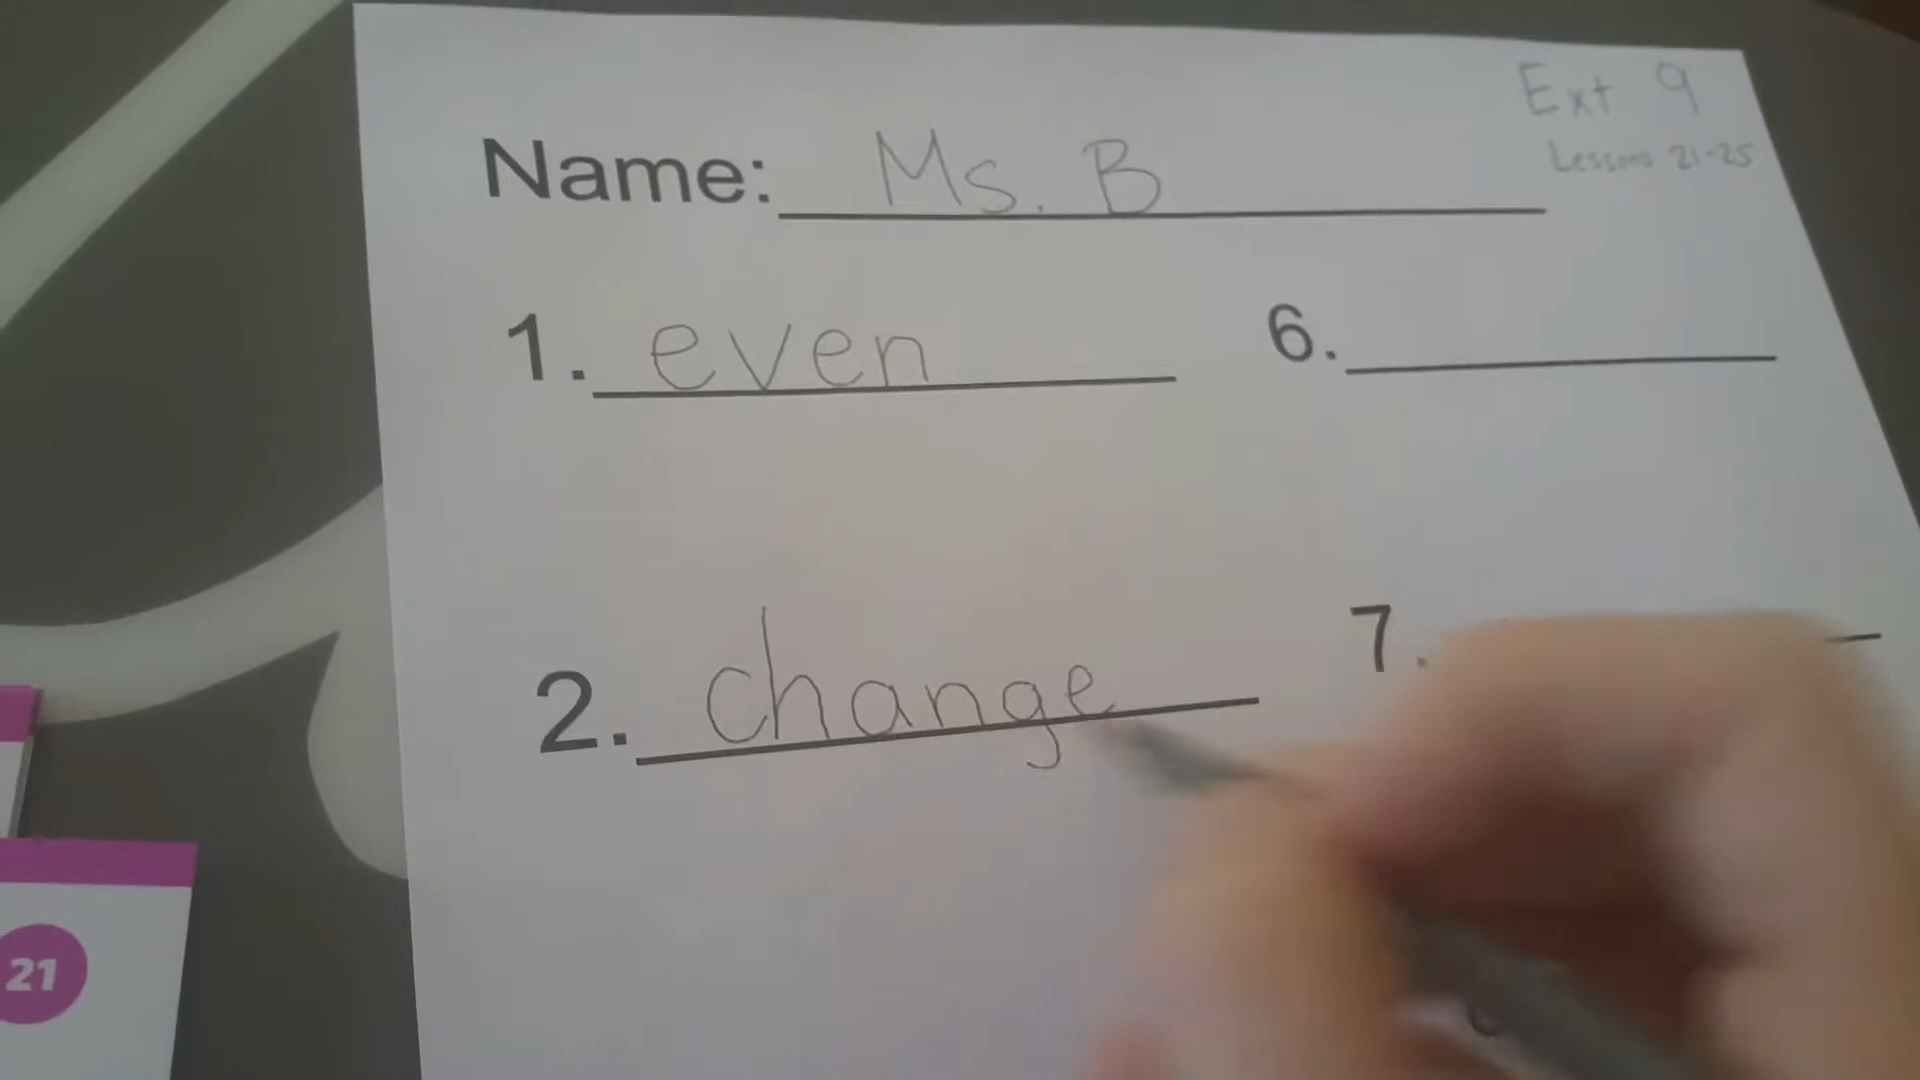 Ext 9
Lessons 21-25
Name: Ms. B
1. even
6.
2. change
7.
21